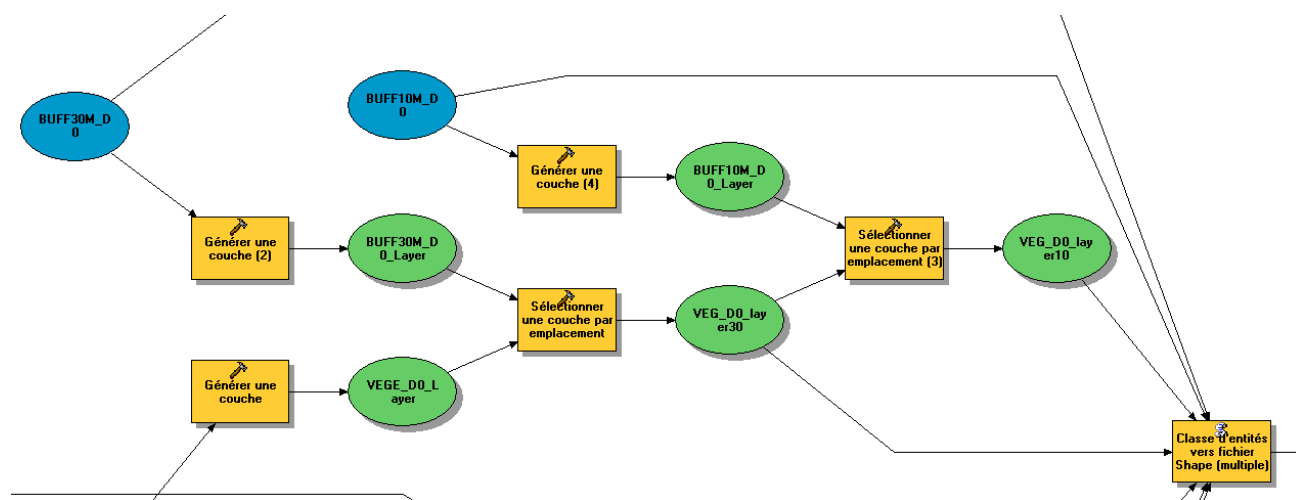 BUFF30M_D
0
BUFF10M_D
0
Générer une
couche (4)
BUFF10M_D
0_Layer
Générer une
couche (2)
BUFF30M_D
0_Layer
Sélectionner
une couche par
emplacement (3)
VEG_D0_lay
er10
Sélectionner
une couche par
emplacement
VEG_D0_lay
er30
Générer une
couche
VEGE_D0_L
ayer
Classe d'entités
vers fichier
Shape (multiple)